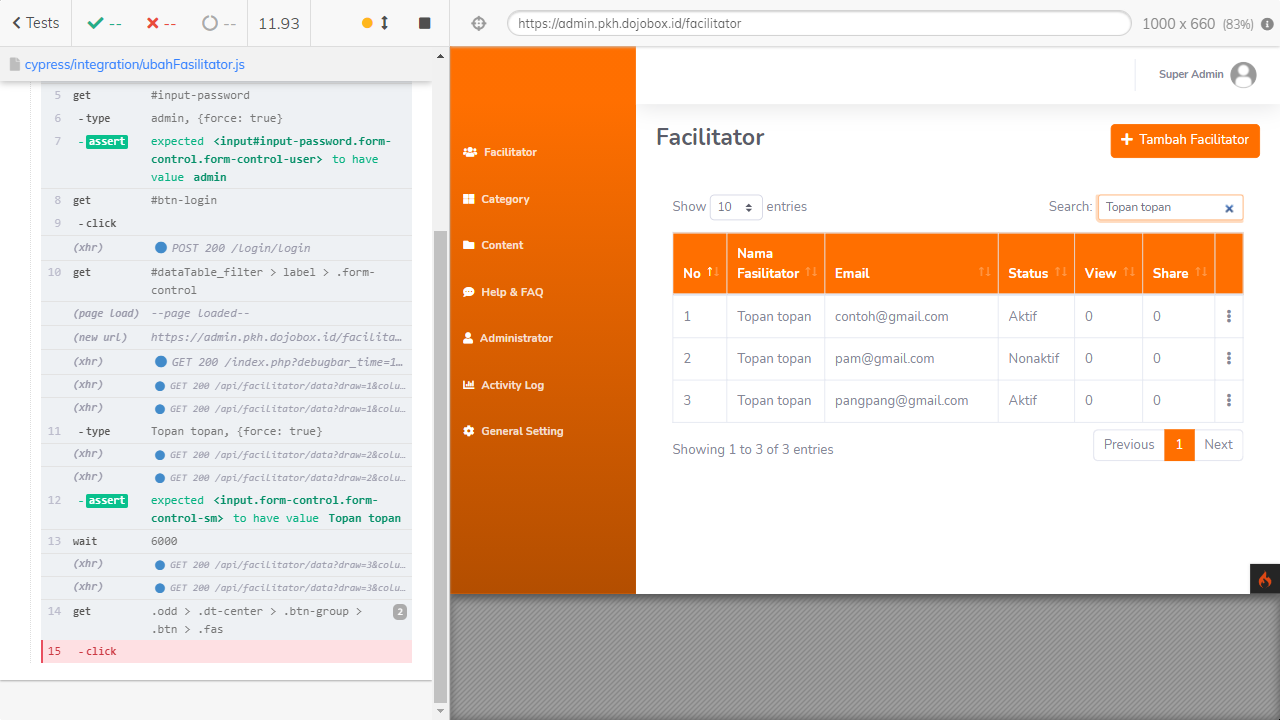 Tests
--
--
--
11.93
https://admin.pkh.dojobox.id/facilitator
1000 x 660 (83%)
cypress/integration/ubahFasilitator.js
5 get #input-password
6 -type admin, {force: true}
7 -assert expected <input#input-password.form-
control.form-control-user> to have
value admin
8 get #btn-login
9 -click
(xhr) POST 200 /login/login
10 get #dataTable_filter > label > .form-
control
(page load) --page loaded--
(new url) https://admin.pkh.dojobox.id/facilita...
(xhr) GET 200 /index.php?debugbar_time=1...
(xhr) GET 200 /api/facilitator/data?draw=1&colu...
(xhr) GET 200 /api/facilitator/data?draw=1&colu...
11 -type Topan topan, {force: true}
(xhr) GET 200 /api/facilitator/data?draw=2&colu...
(xhr) GET 200 /api/facilitator/data?draw=2&colu...
12 -assert expected <input.form-control.form-
control-sm> to have value Topan topan
13 wait 6000
(xhr) GET 200 /api/facilitator/data?draw=3&colu...
(xhr) GET 200 /api/facilitator/data?draw=3&colu...
14 get .odd > .dt-center > .btn-group > 2
.btn > .fas
15 -click
Facilitator
Category
Content
Help & FAQ
Administrator
Activity Log
General Setting
Super Admin
Facilitator
Tambah Facilitator
Show 10 entries
Search: Topan topan
No Nama Fasilitator Email Status View Share
1 Topan topan contoh@gmail.com Aktif 0 0
2 Topan topan pam@gmail.com Nonaktif 0 0
3 Topan topan pangpang@gmail.com Aktif 0 0
Showing 1 to 3 of 3 entries
Previous 1 Next